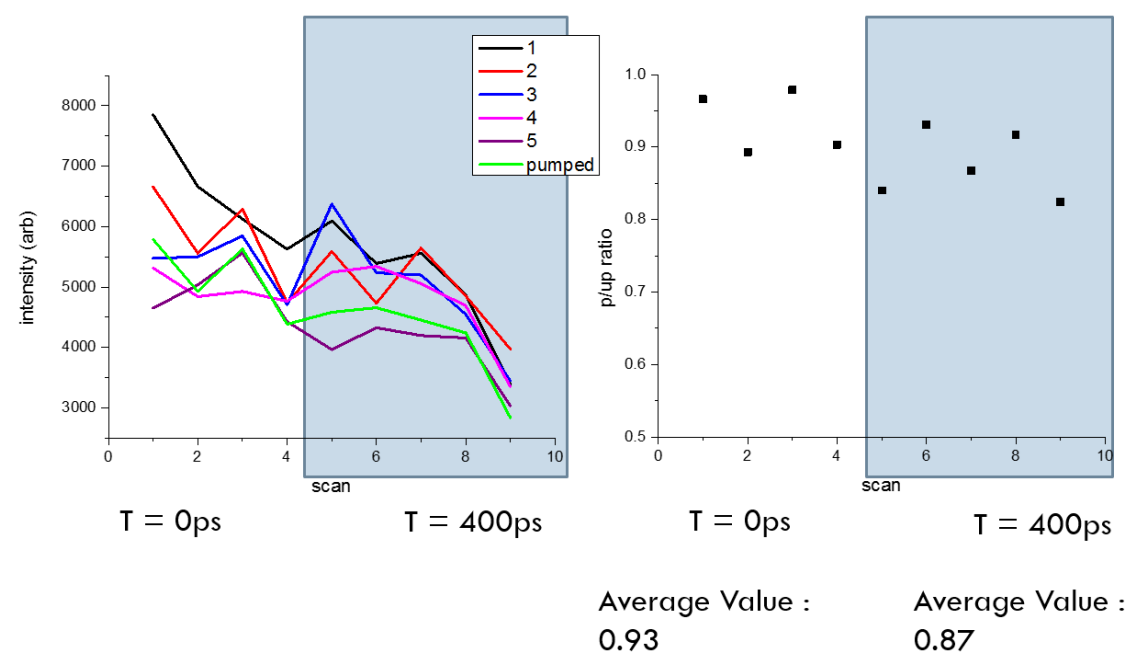 1
2
3
4
5
pumped
8000
7000
6000
5000
4000
3000
intensity (arb)
0
2
4
6
8
10
scan
T = 0ps
T = 400ps
1.0
0.9
0.8
0.7
0.6
0.5
p/up ratio
0
2
4
6
8
10
scan
T = 0ps
T = 400ps
Average Value :
0.93
Average Value :
0.87